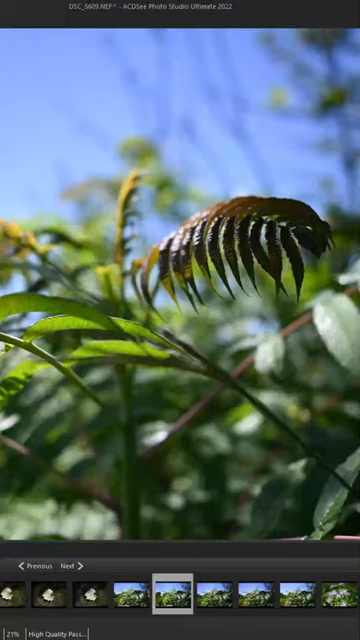 DSC_5609.NEF* - ACDSee Photo Studio Ultimate 2022
Previous Next
21% High Quality Pass...